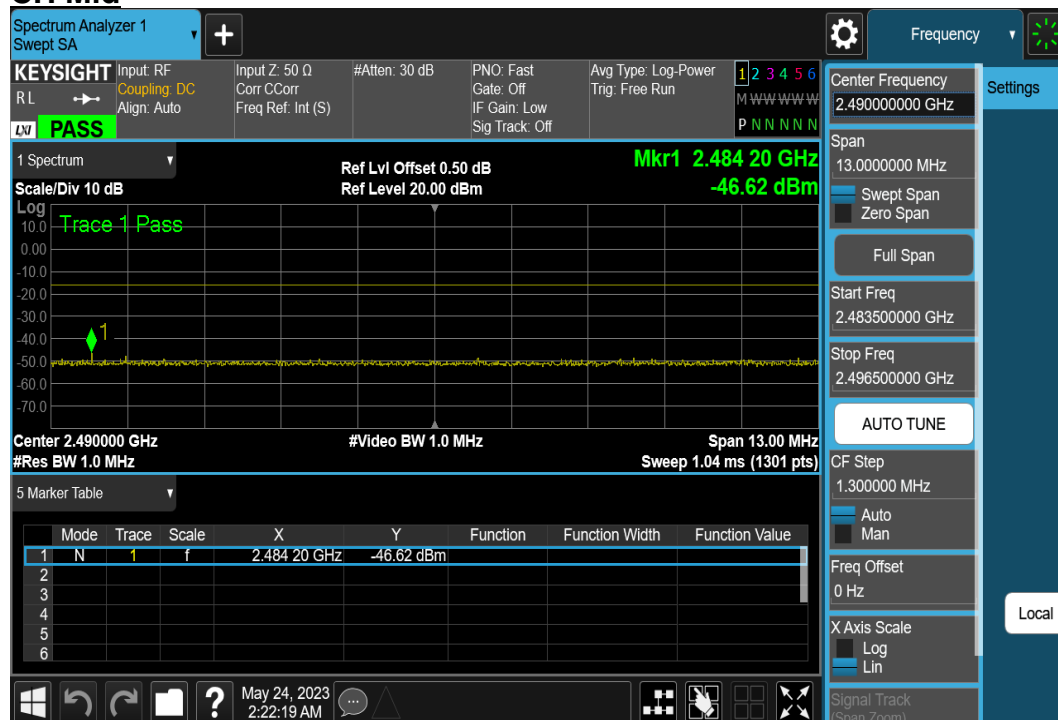 CH Mid
Spectrum Analyzer 1
Swept SA
+
Frequency
KEYSIGHT
RL
LXI PASS
Input: RF
Coupling: DC
Align: Auto
Input Z: 50 Ω
Corr CCorr
Freq Ref: Int (S)
#Atten: 30 dB
PNO: Fast
Gate: Off
IF Gain: Low
Sig Track: Off
Avg Type: Log-Power
Trig: Free Run
1 2 3 4 5 6
M W W W W W
P N N N N N
1 Spectrum
Scale/Div 10 dB
Ref Lvl Offset 0.50 dB
Ref Level 20.00 dBm
Mkr1 2.484 20 GHz
-46.62 dBm
Log
Trace 1 Pass
10.0
0.00
-10.0
-20.0
-30.0
-40.0
-50.0
-60.0
-70.0
1
Center 2.490000 GHz
#Video BW 1.0 MHz
Span 13.00 MHz
#Res BW 1.0 MHz
Sweep 1.04 ms (1301 pts)
5 Marker Table
Mode Trace Scale X Y Function Function Width Function Value
1 N 1 f 2.484 20 GHz -46.62 dBm
2
3
4
5
6
May 24, 2023
2:22:19 AM
Center Frequency
2.490000000 GHz
Span
13.0000000 MHz
Swept Span
Zero Span
Full Span
Start Freq
2.483500000 GHz
Stop Freq
2.496500000 GHz
AUTO TUNE
CF Step
1.300000 MHz
Auto
Man
Freq Offset
0 Hz
X Axis Scale
Log
Lin
Signal Track
(Span Zoom)
Settings
Local